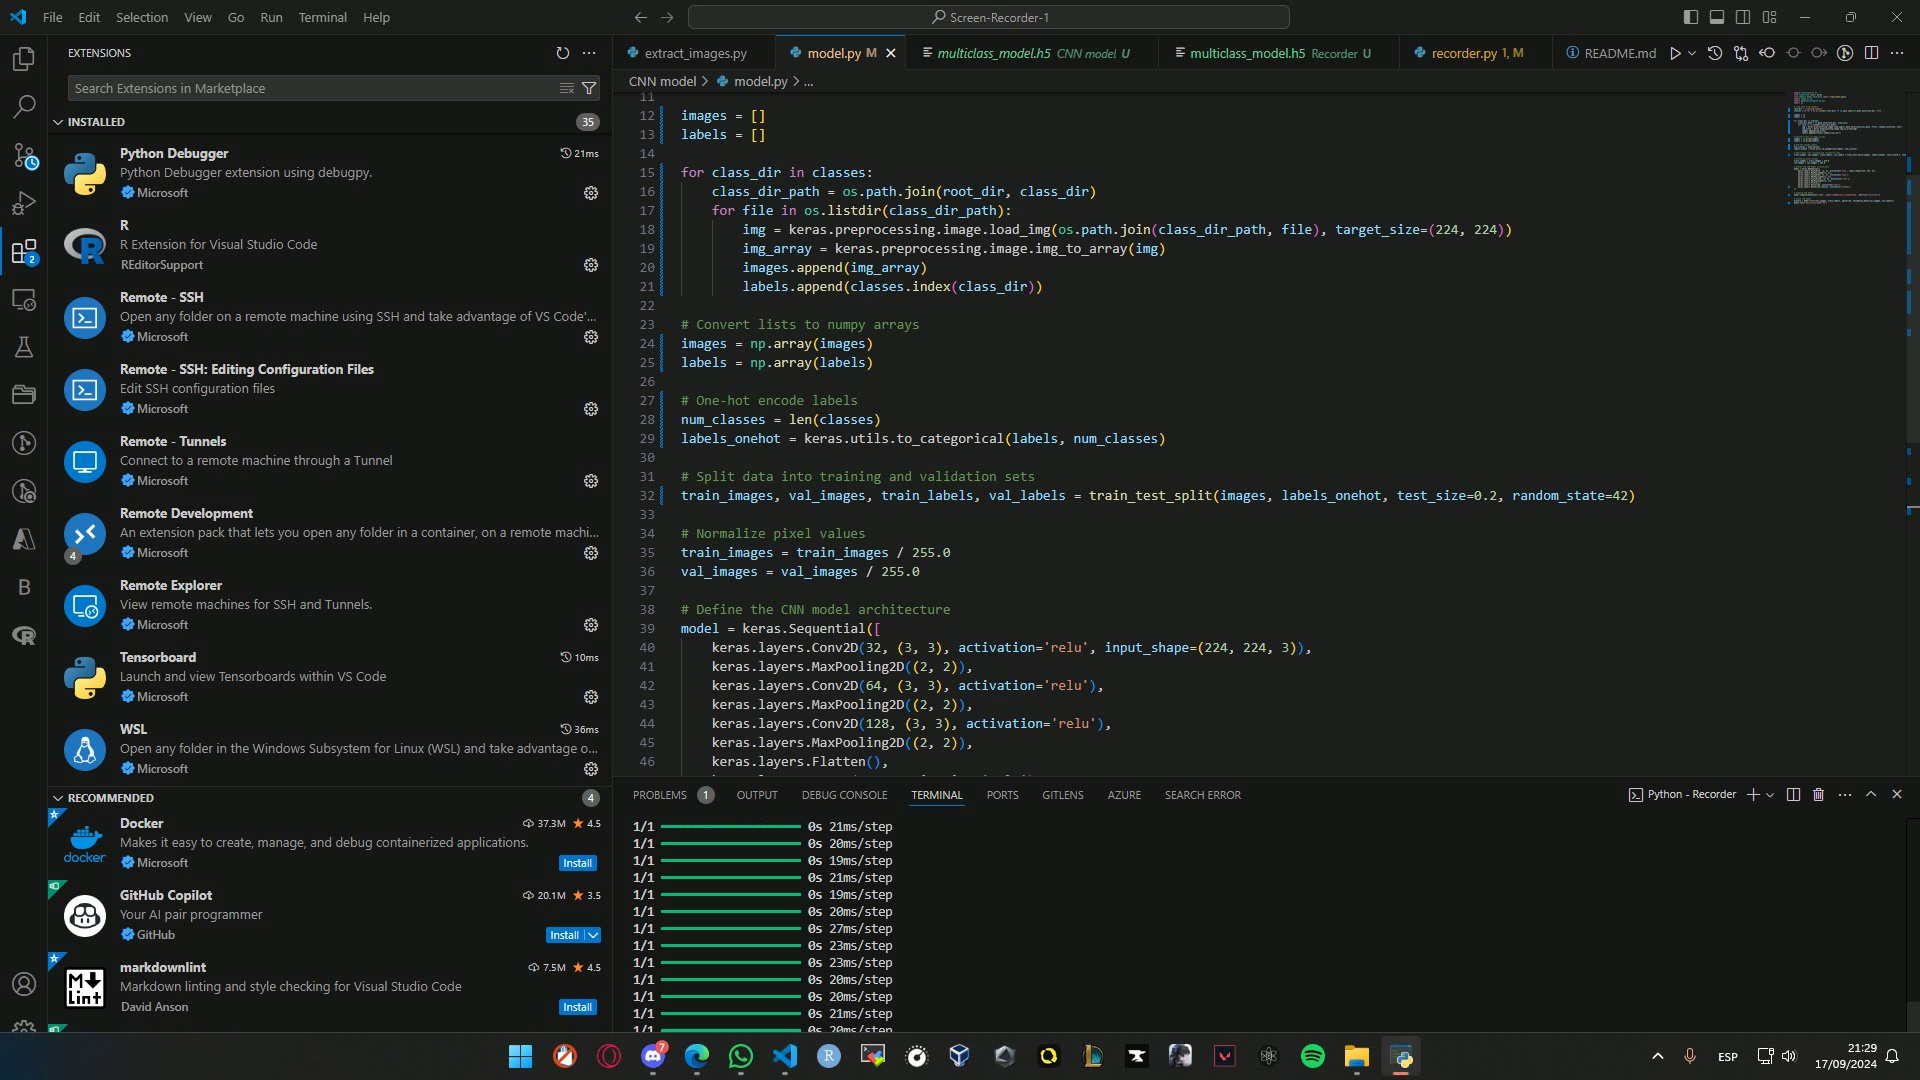 File Edit Selection View Go Run Terminal Help
Screen-Recorder-1
EXTENSIONS
Search Extensions in Marketplace
INSTALLED 35
Python Debugger 21ms
Python Debugger extension using debugpy.
Microsoft
R
R Extension for Visual Studio Code
REditorSupport
Remote - SSH
Open any folder on a remote machine using SSH and take advantage of VS Code'...
Microsoft
Remote - SSH: Editing Configuration Files
Edit SSH configuration files
Microsoft
Remote - Tunnels
Connect to a remote machine through a Tunnel
Microsoft
Remote Development
An extension pack that lets you open any folder in a container, on a remote machi...
4
Microsoft
Remote Explorer
View remote machines for SSH and Tunnels.
Microsoft
Tensorboard 10ms
Launch and view Tensorboards within VS Code
Microsoft
WSL 36ms
Open any folder in the Windows Subsystem for Linux (WSL) and take advantage o...
Microsoft
RECOMMENDED 4
Docker 37.3M 4.5
Makes it easy to create, manage, and debug containerized applications.
docker
Microsoft Install
GitHub Copilot 20.1M 3.5
Your AI pair programmer
GitHub Install
markdownlint 7.5M 4.5
Markdown linting and style checking for Visual Studio Code
David Anson Install
2
B
extract_images.py model.py M multiclass_model.h5 CNN model U multiclass_model.h5 Recorder U recorder.py 1, M README.md
CNN model > model.py > ...
11
12 images = []
13 labels = []
14
15 for class_dir in classes:
16 class_dir_path = os.path.join(root_dir, class_dir)
17 for file in os.listdir(class_dir_path):
18 img = keras.preprocessing.image.load_img(os.path.join(class_dir_path, file), target_size=(224, 224))
19 img_array = keras.preprocessing.image.img_to_array(img)
20 images.append(img_array)
21 labels.append(classes.index(class_dir))
22
23 # Convert lists to numpy arrays
24 images = np.array(images)
25 labels = np.array(labels)
26
27 # One-hot encode labels
28 num_classes = len(classes)
29 labels_onehot = keras.utils.to_categorical(labels, num_classes)
30
31 # Split data into training and validation sets
32 train_images, val_images, train_labels, val_labels = train_test_split(images, labels_onehot, test_size=0.2, random_state=42)
33
34 # Normalize pixel values
35 train_images = train_images / 255.0
36 val_images = val_images / 255.0
37
38 # Define the CNN model architecture
39 model = keras.Sequential([
40 keras.layers.Conv2D(32, (3, 3), activation='relu', input_shape=(224, 224, 3)),
41 keras.layers.MaxPooling2D((2, 2)),
42 keras.layers.Conv2D(64, (3, 3), activation='relu'),
43 keras.layers.MaxPooling2D((2, 2)),
44 keras.layers.Conv2D(128, (3, 3), activation='relu'),
45 keras.layers.MaxPooling2D((2, 2)),
46 keras.layers.Flatten(),
PROBLEMS 1 OUTPUT DEBUG CONSOLE TERMINAL PORTS GITLENS AZURE SEARCH ERROR
Python - Recorder
1/1 0s 21ms/step
1/1 0s 20ms/step
1/1 0s 19ms/step
1/1 0s 21ms/step
1/1 0s 19ms/step
1/1 0s 20ms/step
1/1 0s 27ms/step
1/1 0s 23ms/step
1/1 0s 23ms/step
1/1 0s 20ms/step
1/1 0s 20ms/step
1/1 0s 21ms/step
1/1 0s 20ms/step
7
ESP
21:29
17/09/2024